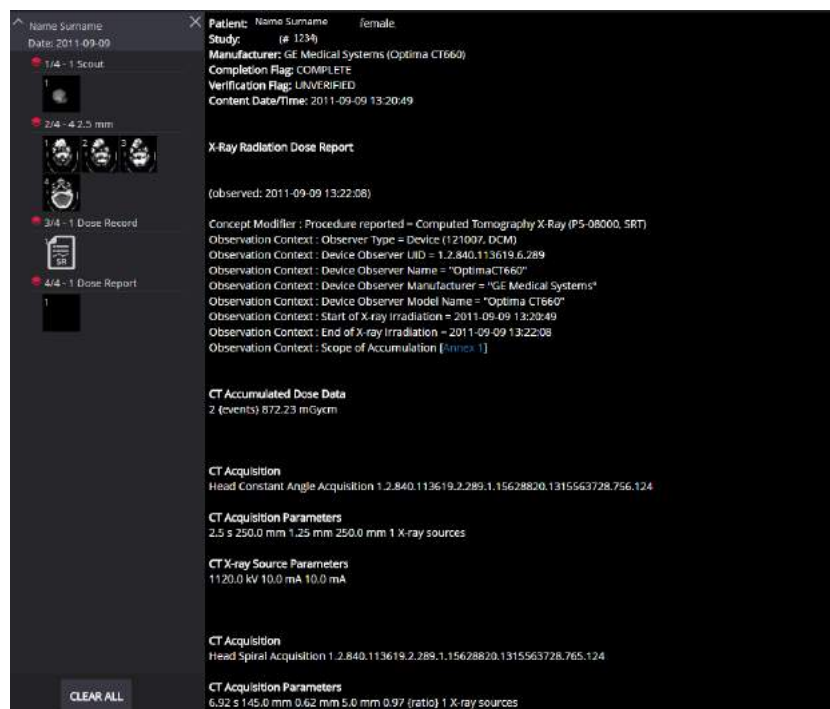 Name Surname
Date: 2011-09-09
1/4 - 1 Scout
1
2/4 - 4 2.5 mm
1 2 3
4
3/4 - 1 Dose Record
1
SR
4/4 - 1 Dose Report
1
CLEAR ALL
Patient: Name Surname female
Study: (# 1234)
Manufacturer: GE Medical Systems (Optima CT660)
Completion Flag: COMPLETE
Verification Flag: UNVERIFIED
Content Date/Time: 2011-09-09 13:20:49
X-Ray Radiation Dose Report
(observed: 2011-09-09 13:22:08)
Concept Modifier : Procedure reported = Computed Tomography X-Ray (P5-08000, SRT)
Observation Context : Observer Type = Device (121007, DCM)
Observation Context : Device Observer UID = 1.2.840.113619.6.289
Observation Context : Device Observer Name = "OptimaCT660"
Observation Context : Device Observer Manufacturer = "GE Medical Systems"
Observation Context : Device Observer Model Name = "Optima CT660"
Observation Context : Start of X-ray Irradiation = 2011-09-09 13:20:49
Observation Context : End of X-ray Irradiation = 2011-09-09 13:22:08
Observation Context : Scope of Accumulation [Annex 1]
CT Accumulated Dose Data
2 {events} 872.23 mGycm
CT Acquisition
Head Constant Angle Acquisition 1.2.840.113619.2.289.1.15628820.1315563728.756.124
CT Acquisition Parameters
2.5 s 250.0 mm 1.25 mm 250.0 mm 1 X-ray sources
CT X-ray Source Parameters
1120.0 kV 10.0 mA 10.0 mA
CT Acquisition
Head Spiral Acquisition 1.2.840.113619.2.289.1.15628820.1315563728.765.124
CT Acquisition Parameters
6.92 s 145.0 mm 0.62 mm 5.0 mm 0.97 {ratio} 1 X-ray sources